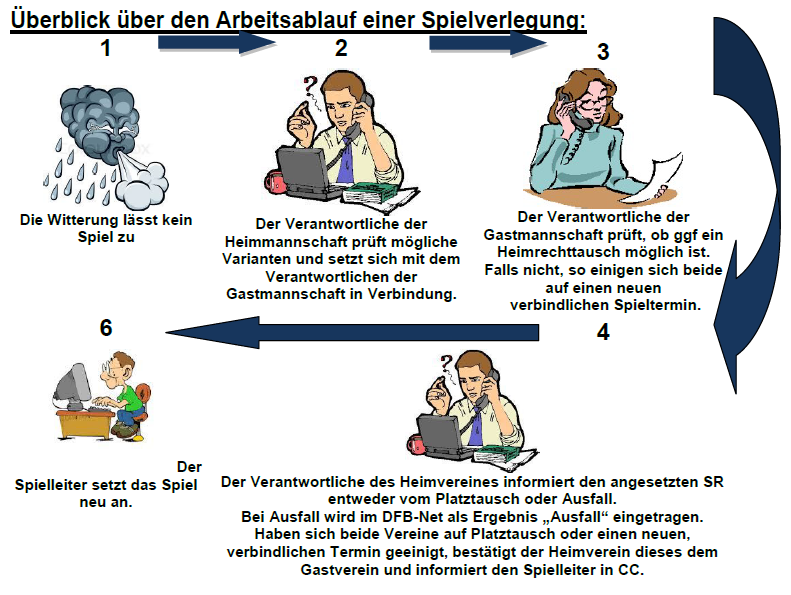 Überblick über den Arbeitsablauf einer Spielverlegung:
1
2
3
Die Witterung lässt kein
Spiel zu
Der Verantwortliche der
Heimmannschaft prüft mögliche
Varianten und setzt sich mit dem
Verantwortlichen der
Gastmannschaft in Verbindung.
Der Verantwortliche der
Gastmannschaft prüft, ob ggf ein
Heimrechttausch möglich ist.
Falls nicht, so einigen sich beide
auf einen neuen
verbindlichen Spieltermin.
4
?
Der Verantwortliche des Heimvereines informiert den angesetzten SR
entweder vom Platztausch oder Ausfall.
Bei Ausfall wird im DFB-Net als Ergebnis „Ausfall“ eingetragen.
Haben sich beide Vereine auf Platztausch oder einen neuen,
verbindlichen Termin geeinigt, bestätigt der Heimverein dieses dem
Gastverein und informiert den Spielleiter in CC.
6
Der
Spielleiter setzt das Spiel
neu an.